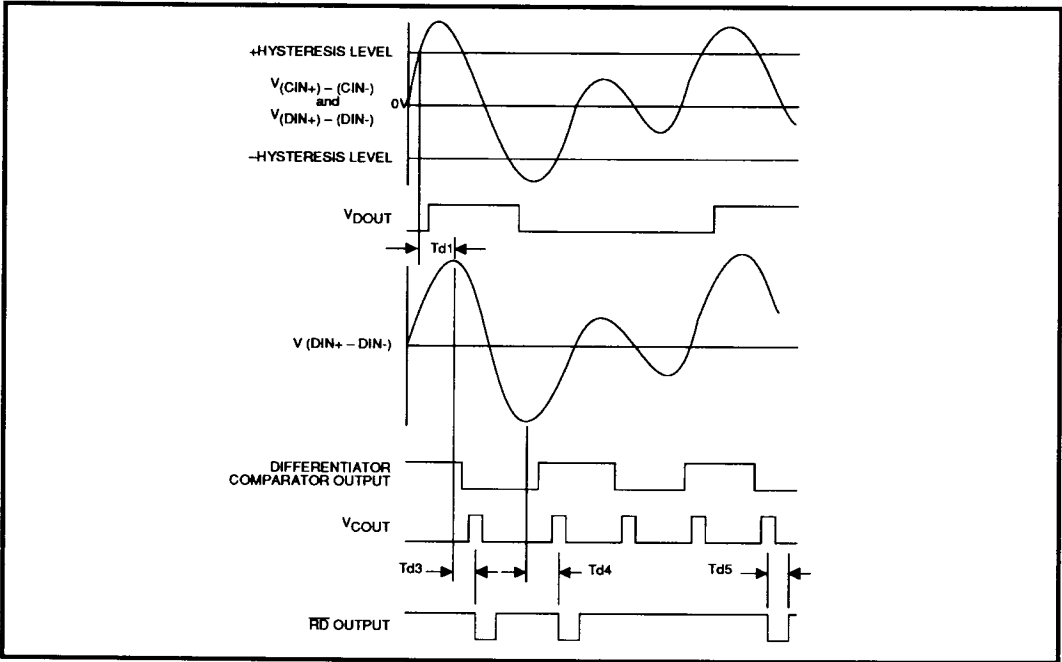 +HYSTERESIS LEVEL
V(CIN+) – (CIN-)
and
V(DIN+) – (DIN-)
0V
–HYSTERESIS LEVEL
VDOUT
Td1
V (DIN+ – DIN-)
DIFFERENTIATOR
COMPARATOR OUTPUT
VCOUT
Td3
Td4
Td5
RD OUTPUT